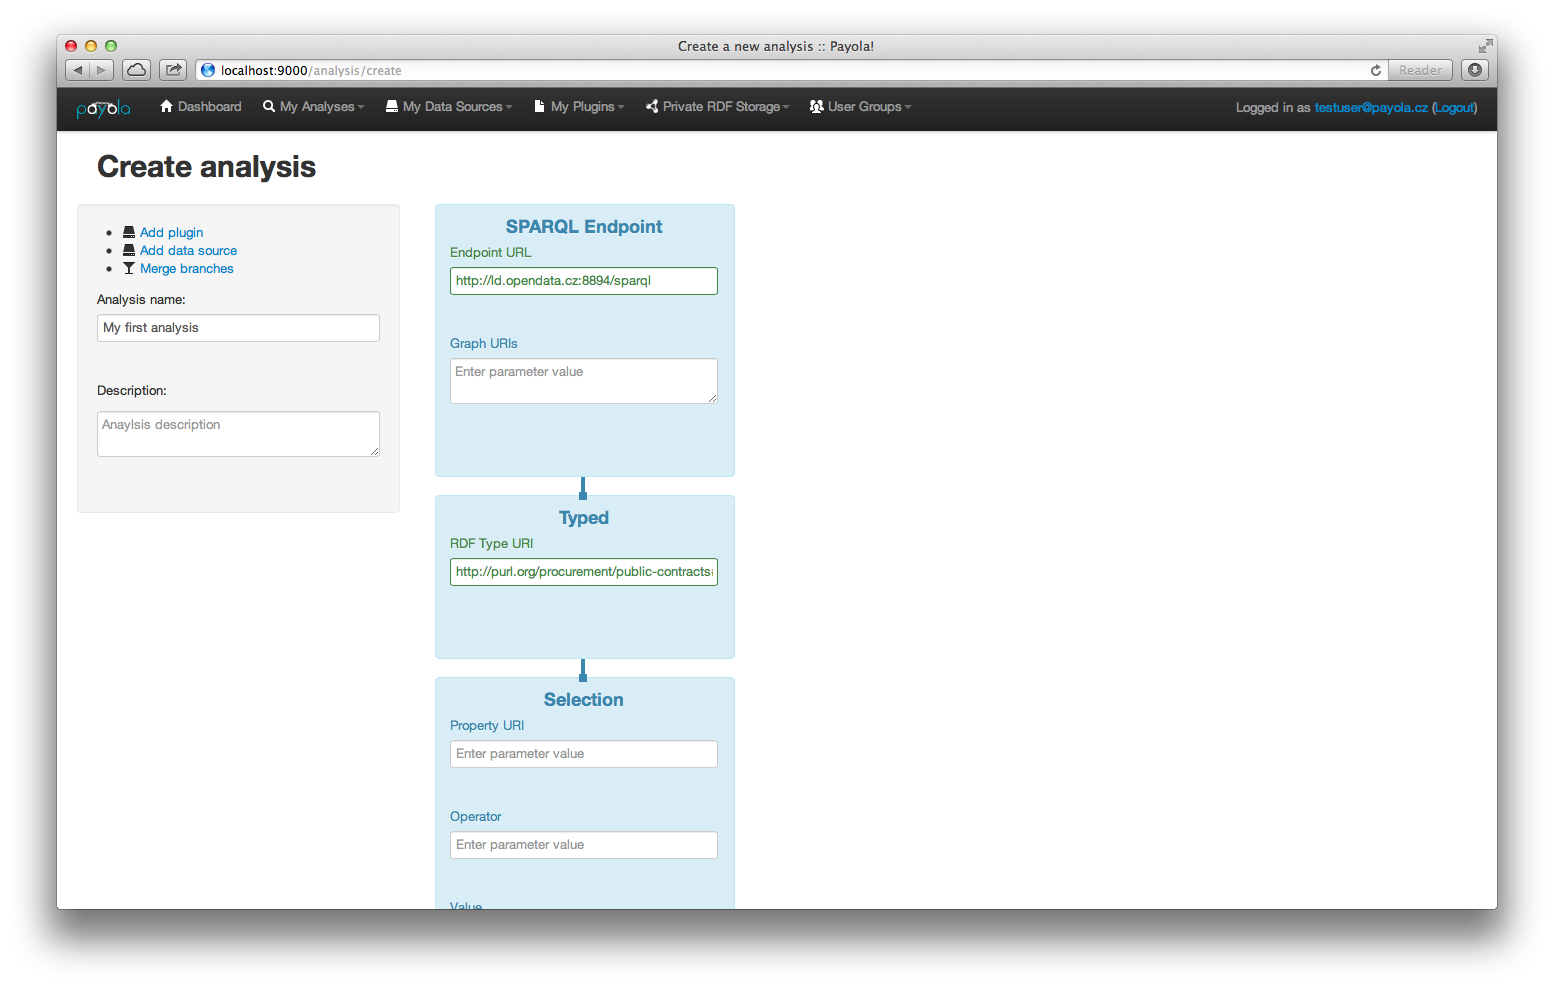 Create a new analysis :: Payola!
localhost:9000/analysis/create
Reader
payola
Dashboard
My Analyses
My Data Sources
My Plugins
Private RDF Storage
User Groups
Logged in as testuser@payola.cz (Logout)
Create analysis
Add plugin
Add data source
Merge branches
Analysis name:
My first analysis
Description:
Anaylsis description
SPARQL Endpoint
Endpoint URL
http://ld.opendata.cz:8894/sparql
Graph URIs
Enter parameter value
Typed
RDF Type URI
http://purl.org/procurement/public-contracts#
Selection
Property URI
Enter parameter value
Operator
Enter parameter value
Value